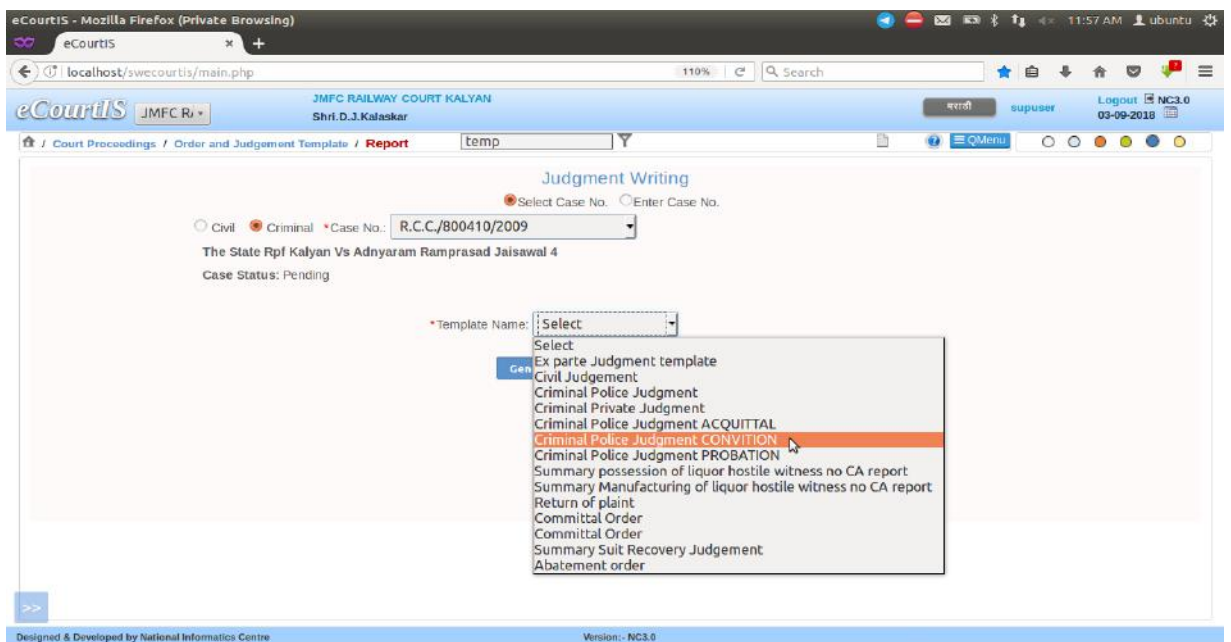 eCourtIS - Mozilla Firefox (Private Browsing)
11:57 AM ubuntu
eCourtIS × +
localhost/swecourtis/main.php 110% Search
eCourtIS JMFC R
JMFC RAILWAY COURT KALYAN
Shri.D.J.Kalaskar
मराठी supuser Logout NC3.0
03-09-2018
/ Court Proceedings / Order and Judgement Template / Report temp QMenu
Judgment Writing
Select Case No. Enter Case No.
Civil Criminal *Case No.: R.C.C./800410/2009
The State Rpf Kalyan Vs Adnyaram Ramprasad Jaisawal 4
Case Status: Pending
*Template Name: Select
Select
Ex parte Judgment template
Gen
Civil Judgement
Criminal Police Judgment
Criminal Private Judgment
Criminal Police Judgment ACQUITTAL
Criminal Police Judgment CONVITION
Criminal Police Judgment PROBATION
Summary possession of liquor hostile witness no CA report
Summary Manufacturing of liquor hostile witness no CA report
Return of plaint
Committal Order
Committal Order
Summary Suit Recovery Judgement
Abatement order
>>
Designed & Developed by National Informatics Centre Version:- NC3.0